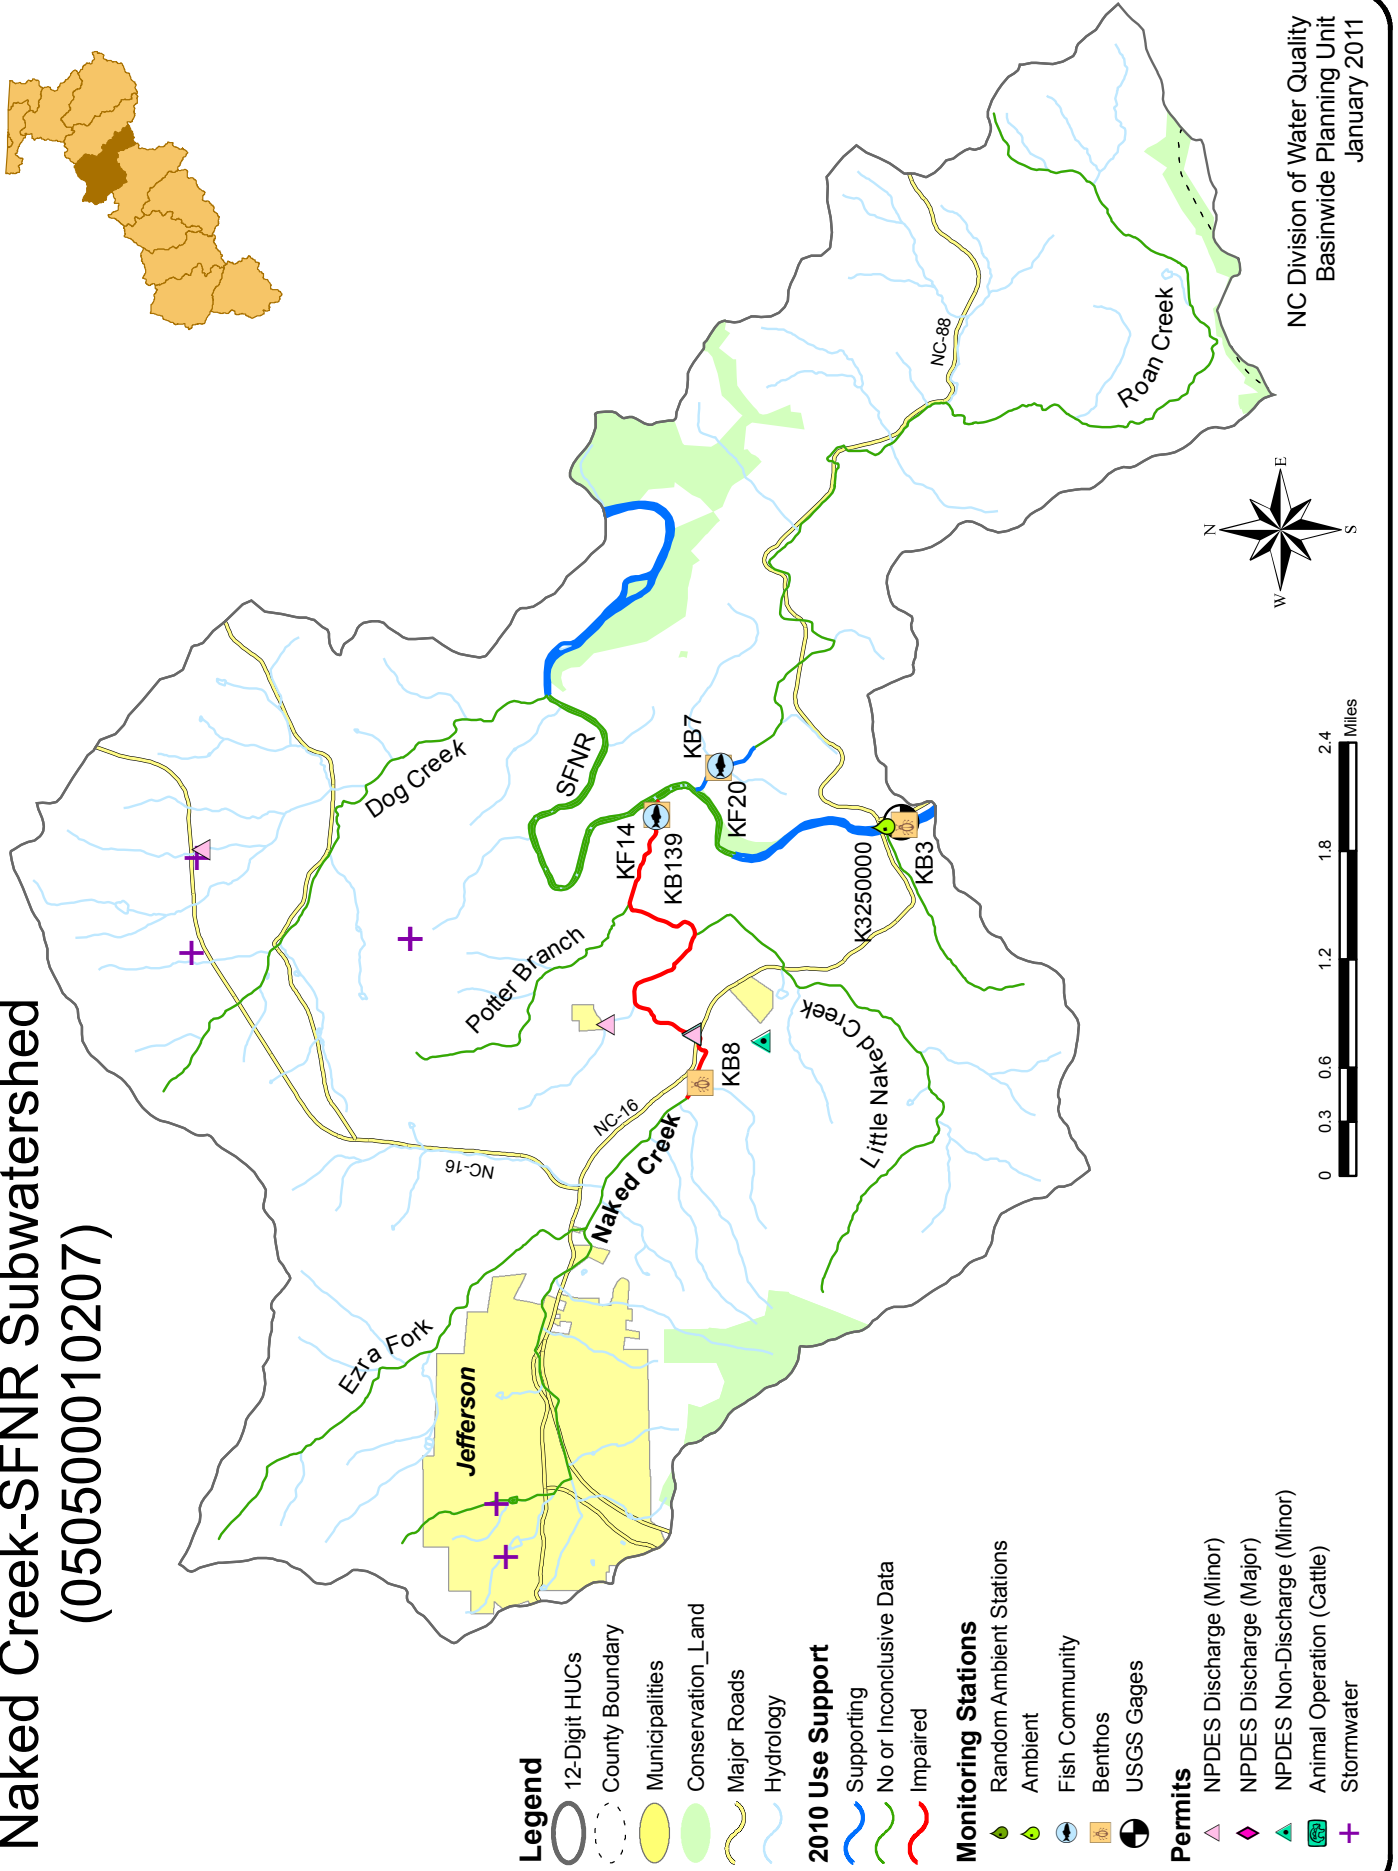 Naked Creek-SFNR Subwatershed
(050500010207)
Ezra Fork
Jefferson
NC-16
NC-16
Naked Creek
Dog Creek
Potter Branch
SFNR
KF14
KB139
KB7
KF20
KB8
K3250000
KB3
Little Naked Creek
NC-88
Roan Creek
Legend
12-Digit HUCs
County Boundary
Municipalities
Conservation_Land
Major Roads
Hydrology
2010 Use Support
Supporting
No or Inconclusive Data
Impaired
Monitoring Stations
Random Ambient Stations
Ambient
Fish Community
Benthos
USGS Gages
Permits
NPDES Discharge (Minor)
NPDES Discharge (Major)
NPDES Non-Discharge (Minor)
Animal Operation (Cattle)
Stormwater
0 0.3 0.6 1.2 1.8 2.4
Miles
N
W E
S
NC Division of Water Quality
Basinwide Planning Unit
January 2011